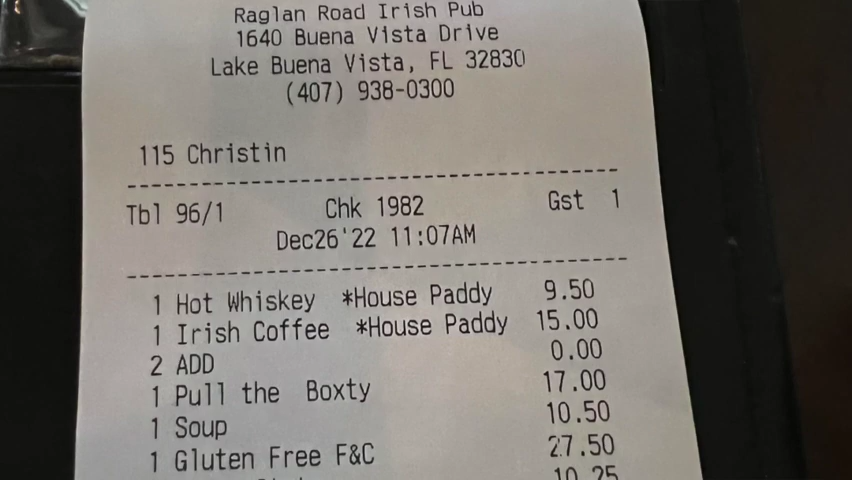 Raglan Road Irish Pub
1640 Buena Vista Drive
Lake Buena Vista, FL 32830
(407) 938-0300
115 Christin
Tbl 96/1 Chk 1982 Gst 1
Dec26'22 11:07AM
1 Hot Whiskey *House Paddy 9.50
1 Irish Coffee *House Paddy 15.00
2 ADD 0.00
1 Pull the Boxty 17.00
1 Soup 10.50
1 Gluten Free F&C 27.50
10.25